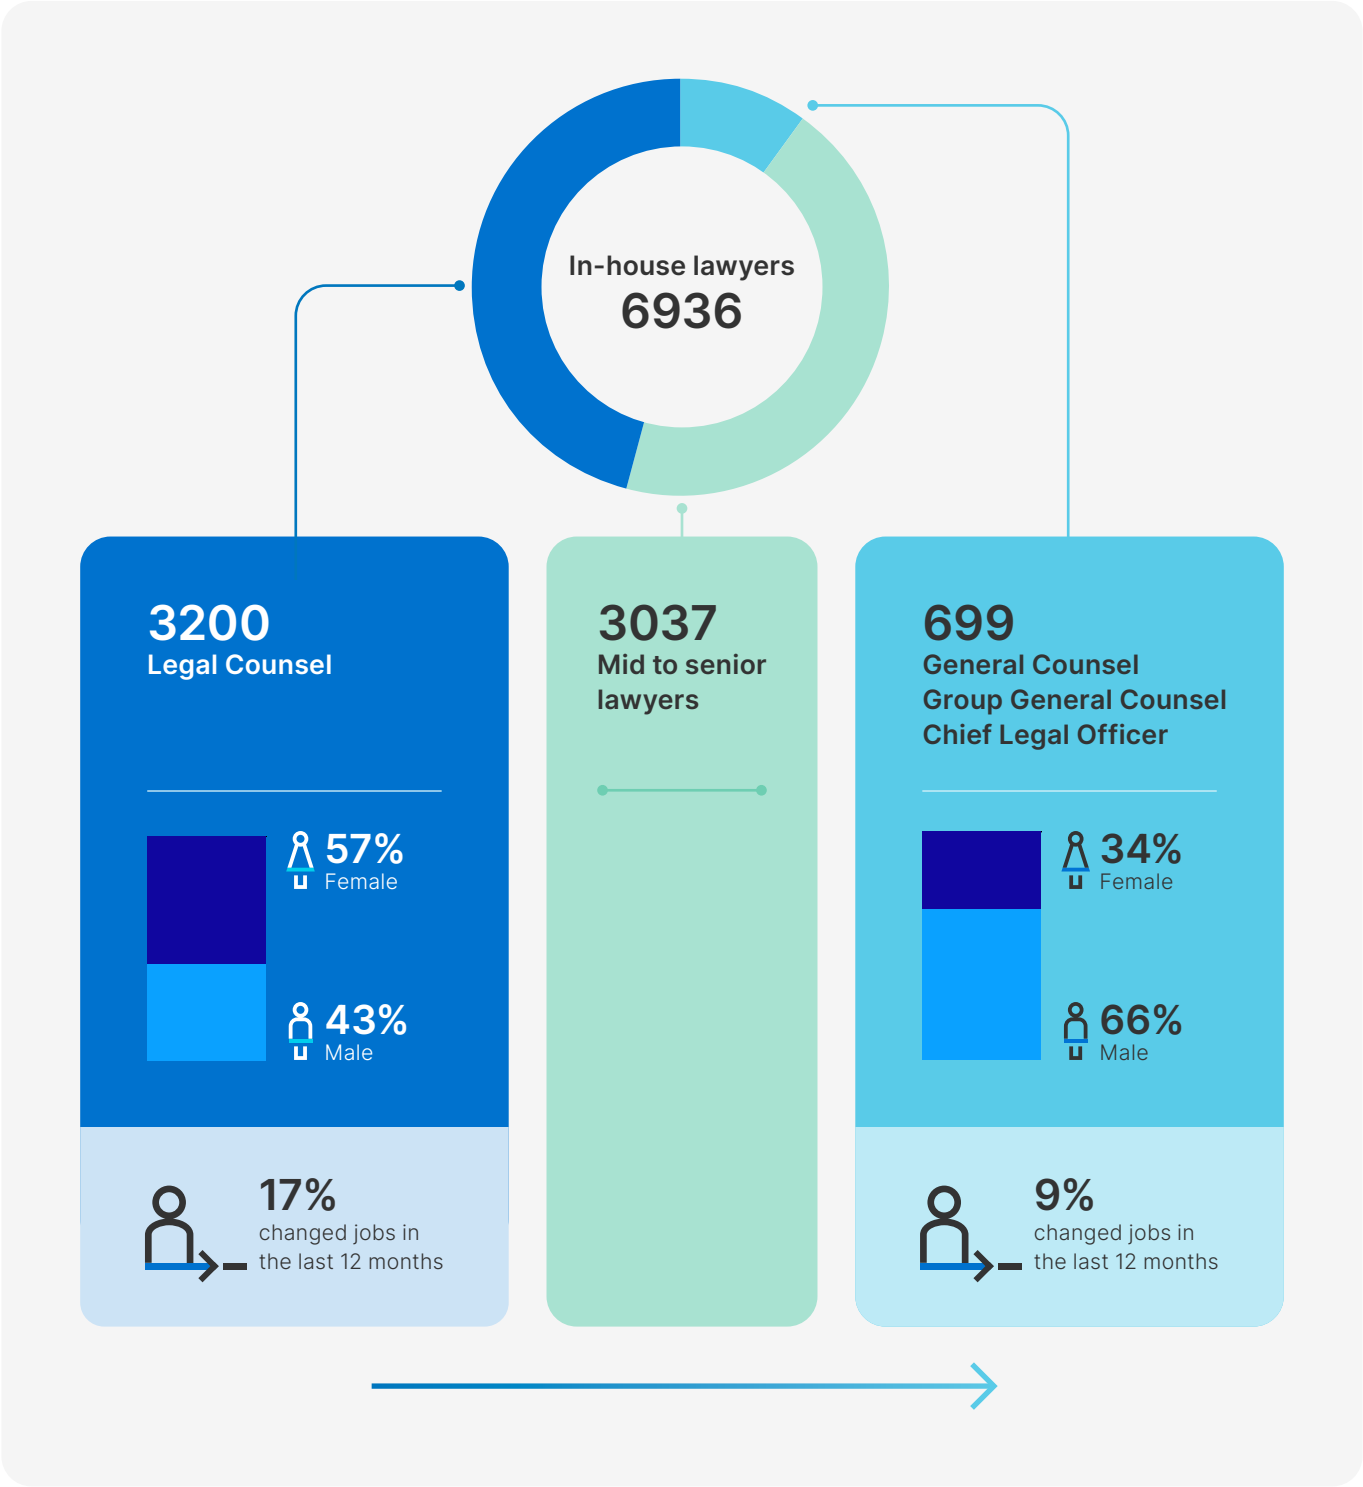 In-house lawyers
6936
3200
Legal Counsel
57%
Female
43%
Male
17%
changed jobs in
the last 12 months
3037
Mid to senior
lawyers
699
General Counsel
Group General Counsel
Chief Legal Officer
34%
Female
66%
Male
9%
changed jobs in
the last 12 months